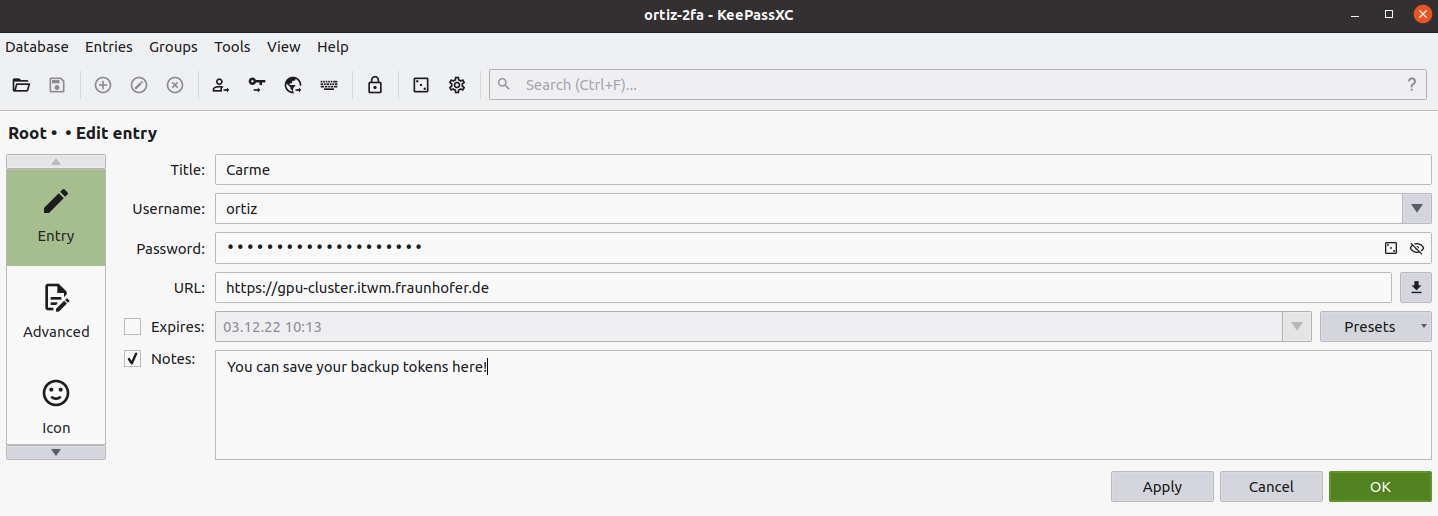 ortiz-2fa - KeePassXC
Database Entries Groups Tools View Help
Search (Ctrl+F)... ?
Root • • Edit entry
Title: Carme
Entry
Username: ortiz
Password: ••••••••••••••••••••
URL: https://gpu-cluster.itwm.fraunhofer.de
Advanced
Expires: 03.12.22 10:13 Presets
Notes: You can save your backup tokens here!
Icon
Apply Cancel OK